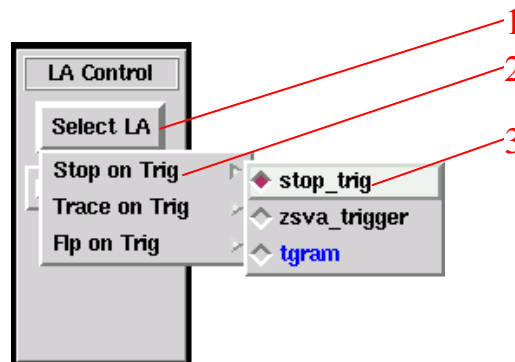 1
LA Control
2
Select LA
3
Stop on Trig
stop_trig
Trace on Trig
zsva_trigger
Flp on Trig
tgram